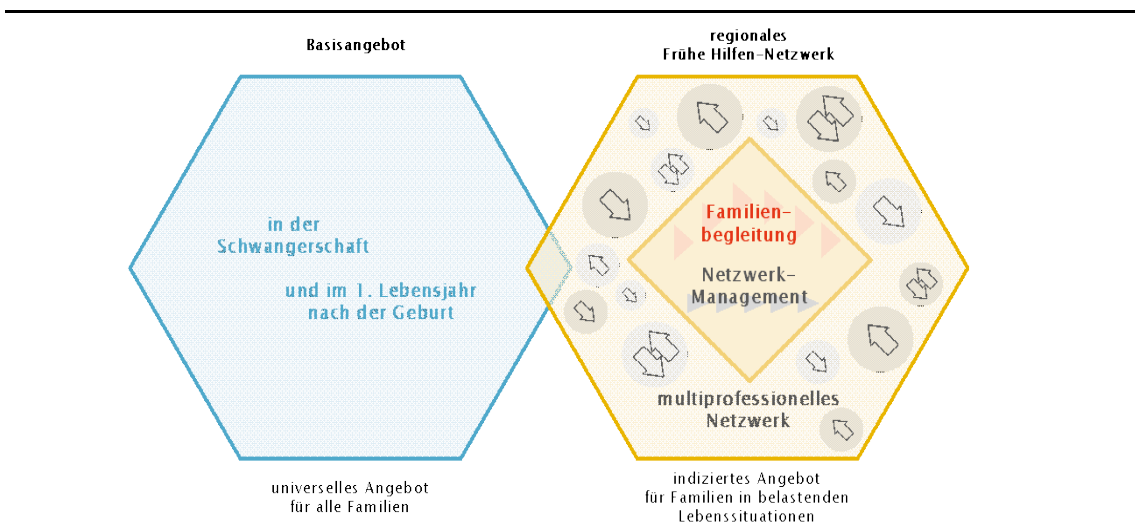 Basisangebot
in der
Schwangerschaft
und im 1. Lebensjahr
nach der Geburt
universelles Angebot
für alle Familien
regionales
Frühe Hilfen-Netzwerk
Familien-
begleitung
Netzwerk-
Management
multiprofessionelles
Netzwerk
indiziertes Angebot
für Familien in belastenden
Lebenssituationen